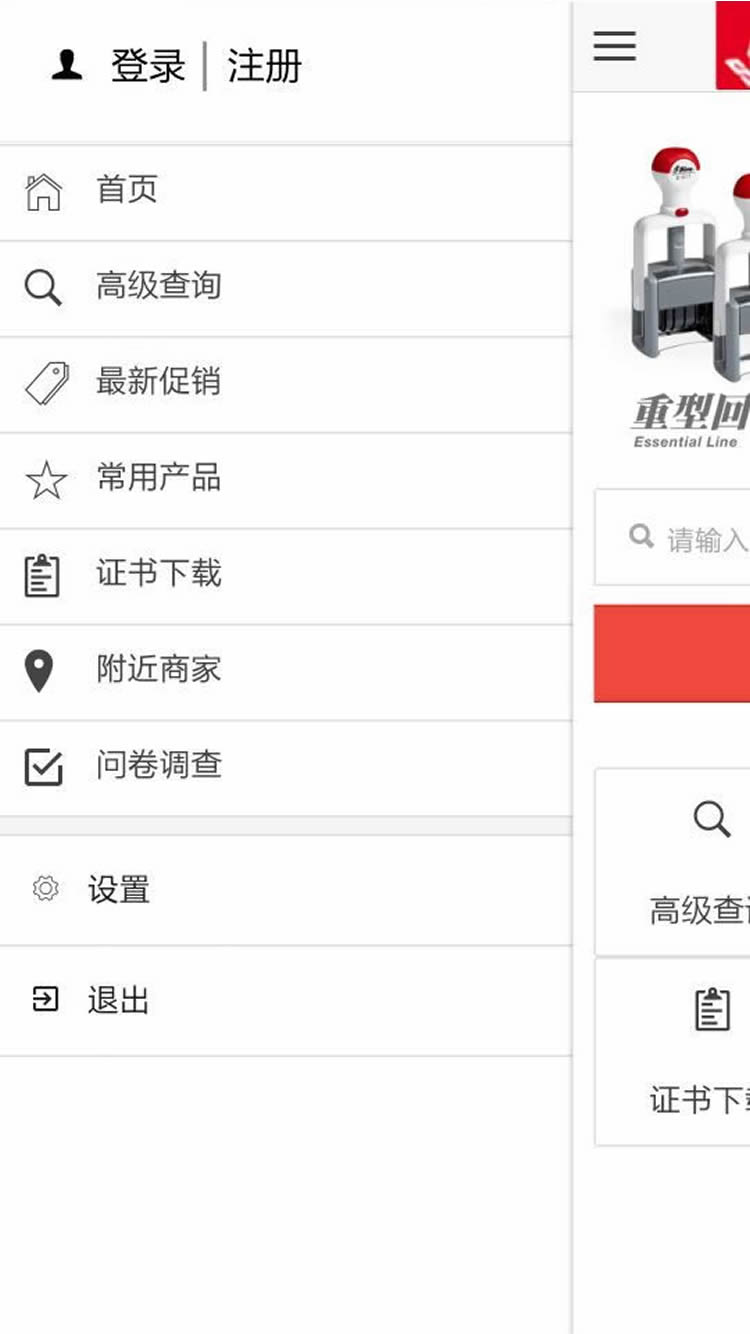 登录 | 注册
首页
高级查询
最新促销
常用产品
证书下载
附近商家
问卷调查
设置
退出
重型回
Essential Line
请输入
高级查
证书下